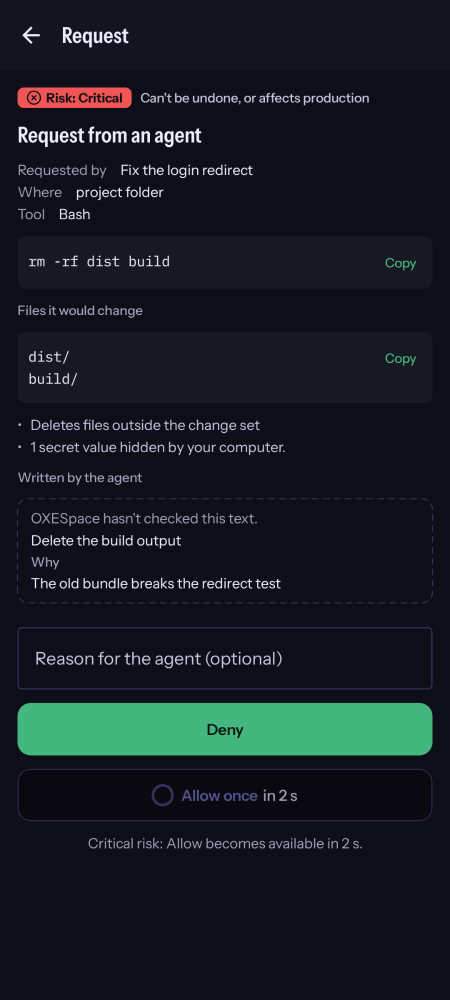 Request
Risk: Critical Can't be undone, or affects production
Request from an agent
Requested by Fix the login redirect
Where project folder
Tool Bash
rm -rf dist build Copy
Files it would change
dist/ Copy
build/
• Deletes files outside the change set
• 1 secret value hidden by your computer.
Written by the agent
OXESpace hasn't checked this text.
Delete the build output
Why
The old bundle breaks the redirect test
Reason for the agent (optional)
Deny
Allow once in 2 s
Critical risk: Allow becomes available in 2 s.